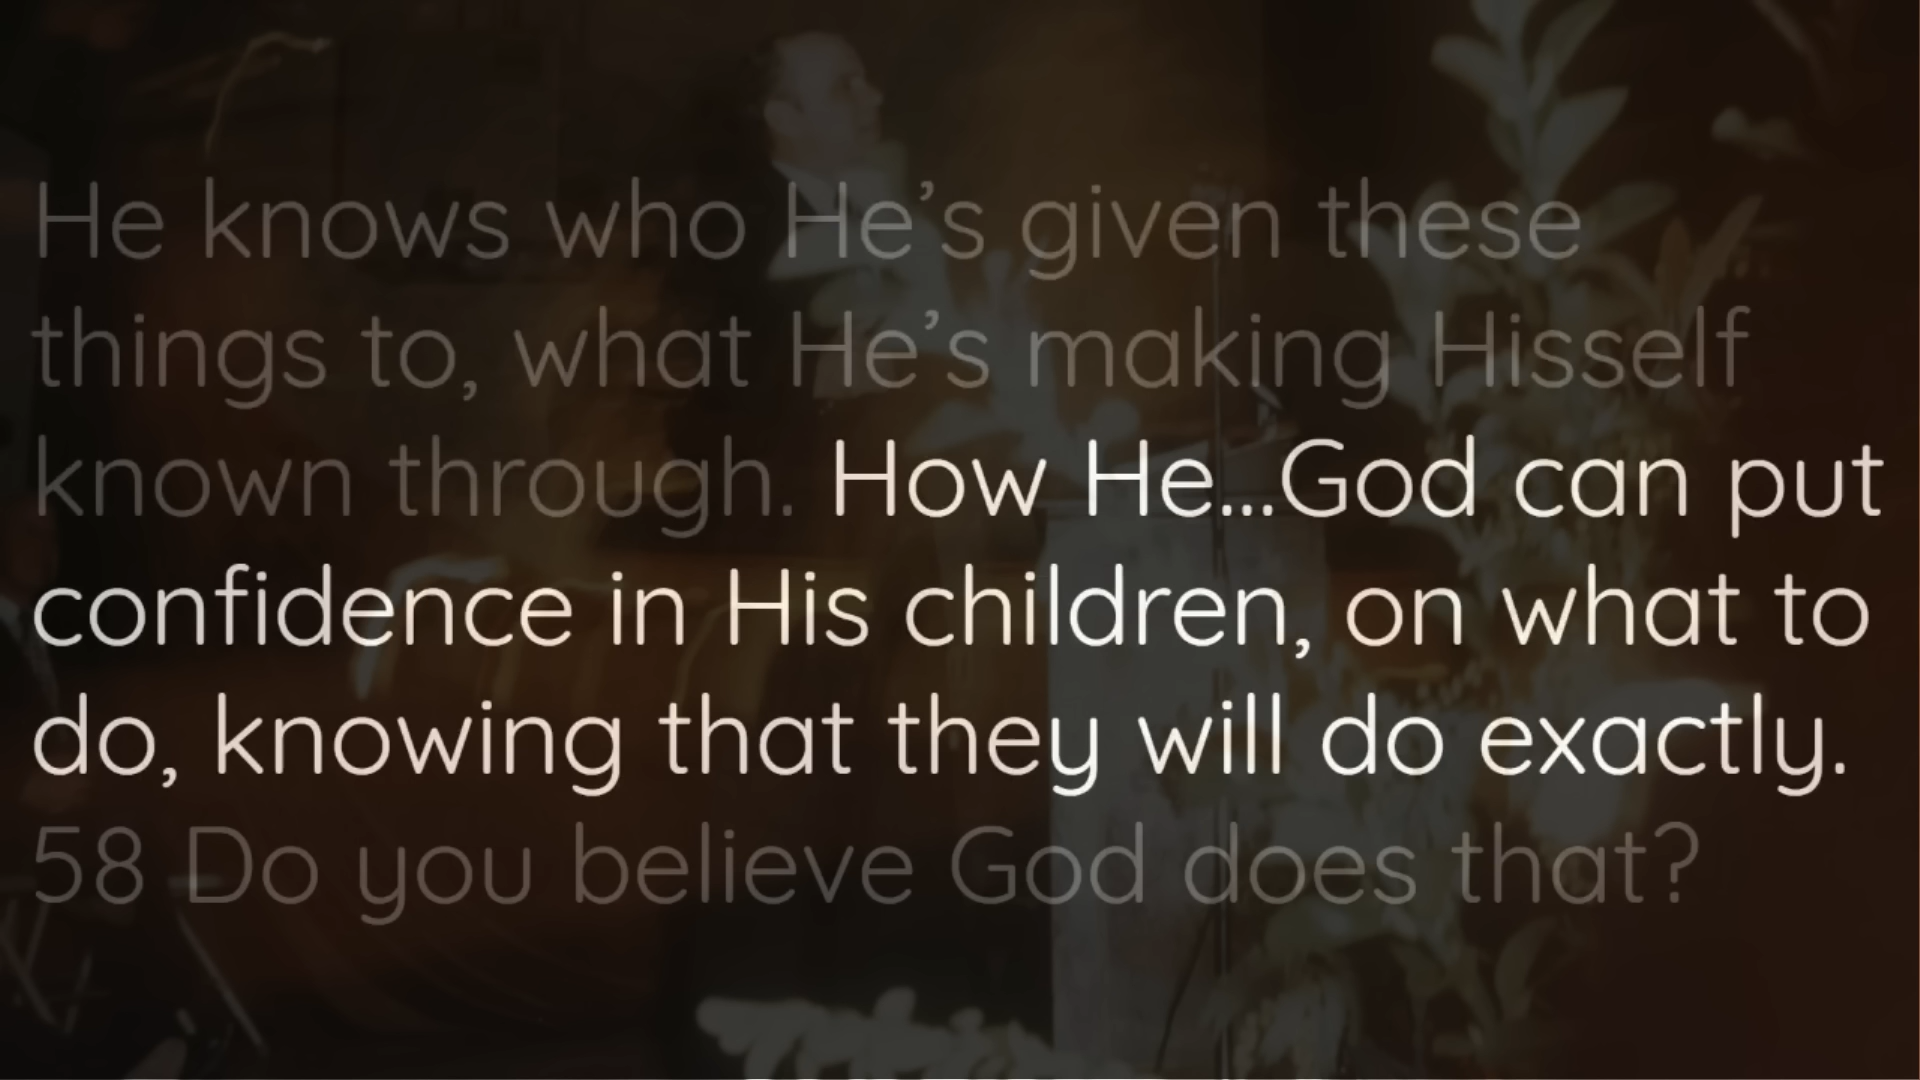 He knows who He’s given these
things to, what He’s making Hisself
known through. How He...God can put
confidence in His children, on what to
do, knowing that they will do exactly.
58 Do you believe God does that?